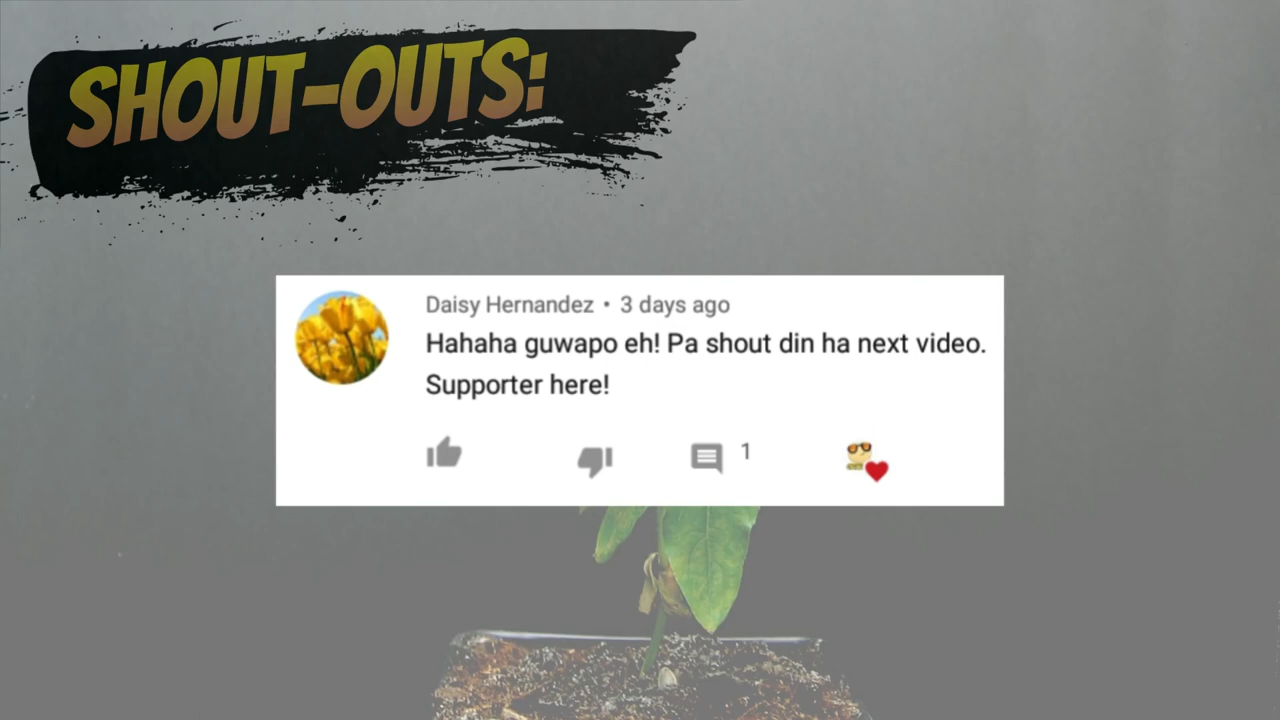 SHOUT-OUTS:
Daisy Hernandez • 3 days ago
Hahaha guwapo eh! Pa shout din ha next video.
Supporter here!
1